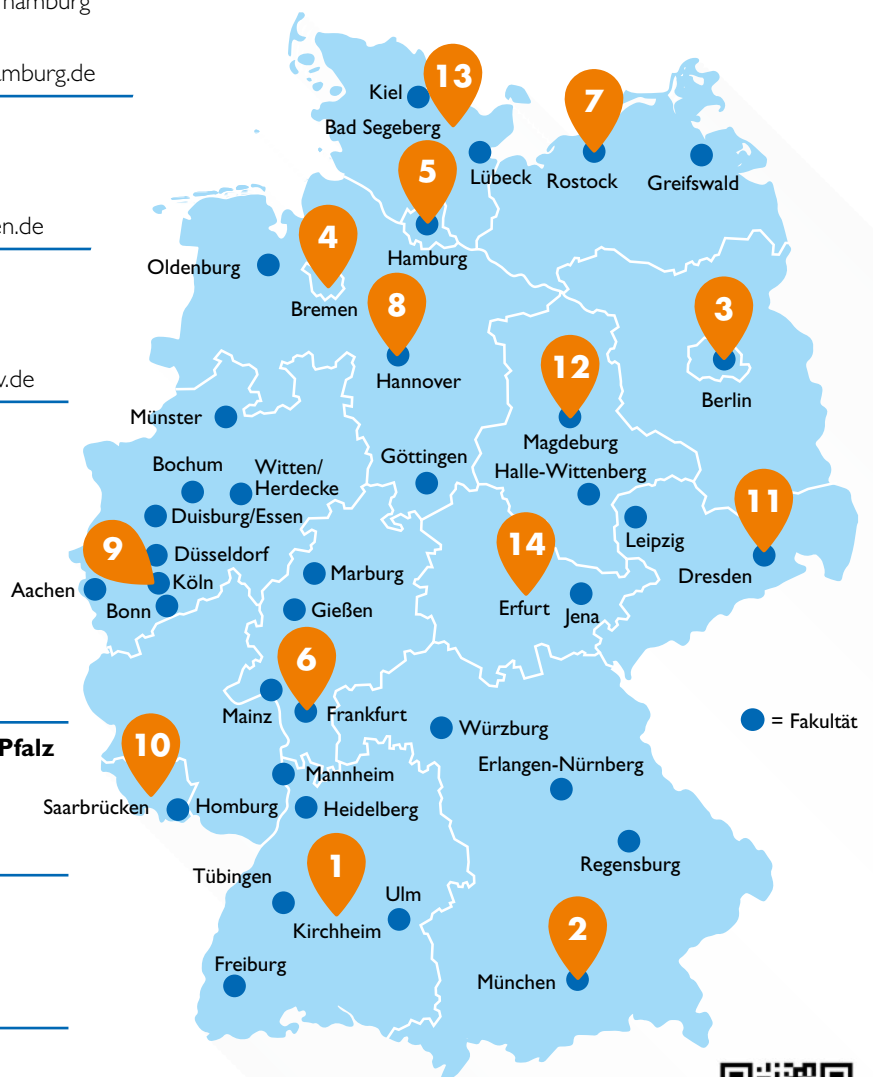 hamburg
mburg.de
en.de
v.de
Pfalz
13
Kiel
7
Bad Segeberg
5
Lübeck
Rostock
Greifswald
4
Hamburg
Oldenburg
8
3
Bremen
12
Hannover
Berlin
Münster
Magdeburg
Göttingen
Bochum
Witten/
Herdecke
Halle-Wittenberg
11
Duisburg/Essen
9
14
Leipzig
Düsseldorf
Marburg
Dresden
Köln
Aachen
Bonn
Gießen
Erfurt
Jena
6
Mainz
Frankfurt
= Fakultät
Würzburg
10
Erlangen-Nürnberg
Mannheim
Saarbrücken
Homburg
Heidelberg
1
Regensburg
Tübingen
Ulm
Kirchheim
2
Freiburg
München